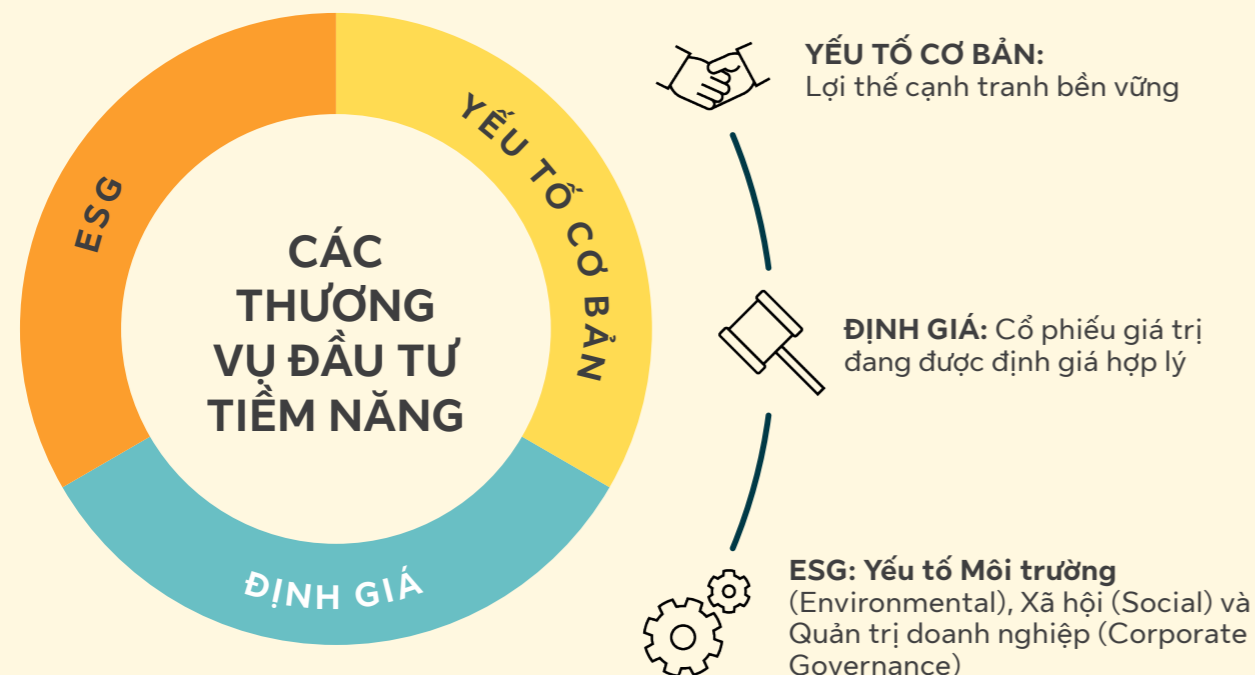 ESG
YẾU TỐ CƠ BẢN
ĐỊNH GIÁ
CÁC
THƯƠNG
VỤ ĐẦU TƯ
TIỀM NĂNG
YẾU TỐ CƠ BẢN:
Lợi thế cạnh tranh bền vững
ĐỊNH GIÁ: Cổ phiếu giá trị
đang được định giá hợp lý
ESG: Yếu tố Môi trường
(Environmental), Xã hội (Social) và
Quản trị doanh nghiệp (Corporate
Governance)